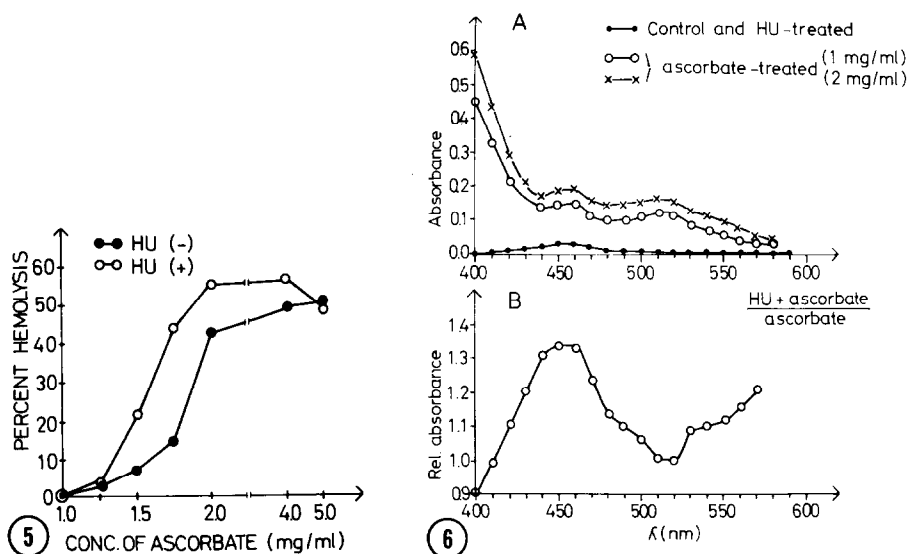 5
HU (-)
HU (+)
PERCENT HEMOLYSIS
60
50
40
30
20
10
0
1.0 1.5 2.0 4.0 5.0
CONC. OF ASCORBATE (mg/ml)
6
A
Control and HU-treated
ascorbate-treated (1 mg/ml)
(2 mg/ml)
Absorbance
0.6
0.5
0.4
0.3
0.2
0.1
0.0
400 450 500 550 600
B
HU + ascorbate
ascorbate
Rel. absorbance
1.4
1.3
1.2
1.1
1.0
0.9
400 450 500 550 600
(nm)